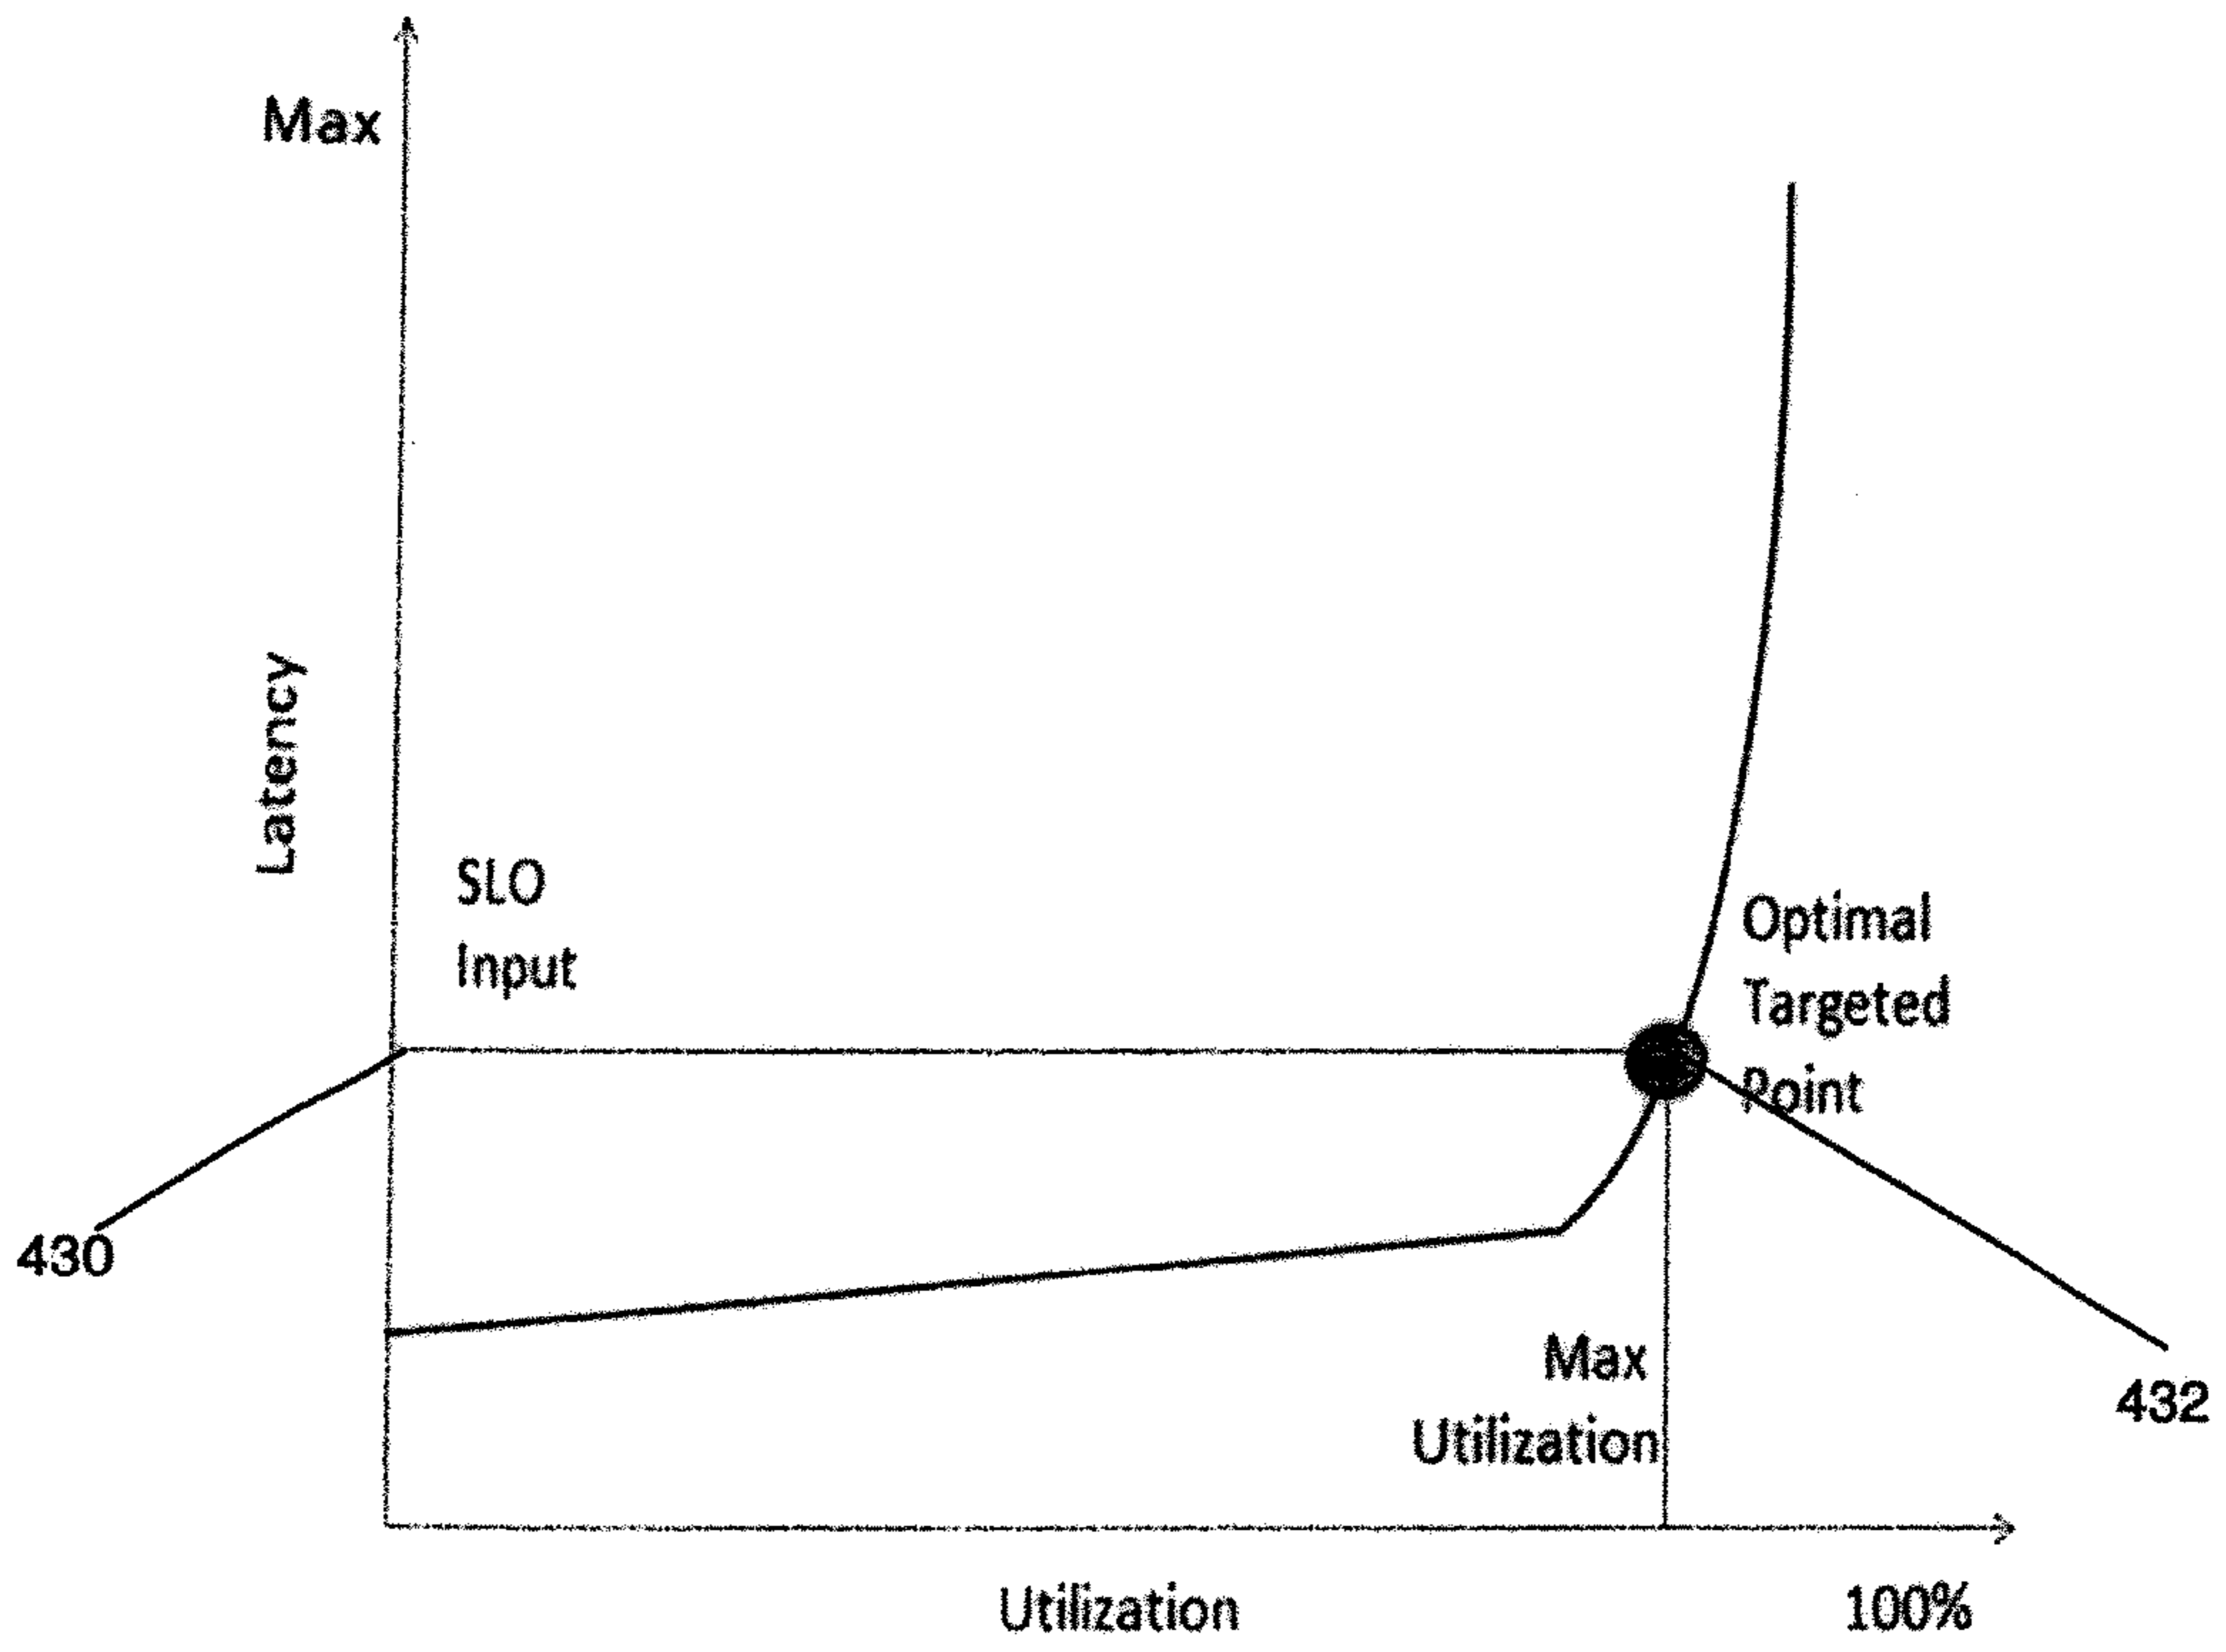 Max
Latency
SLO
Input
Optimal
Targeted
Point
430
Max
Utilization
432
Utilization
100%